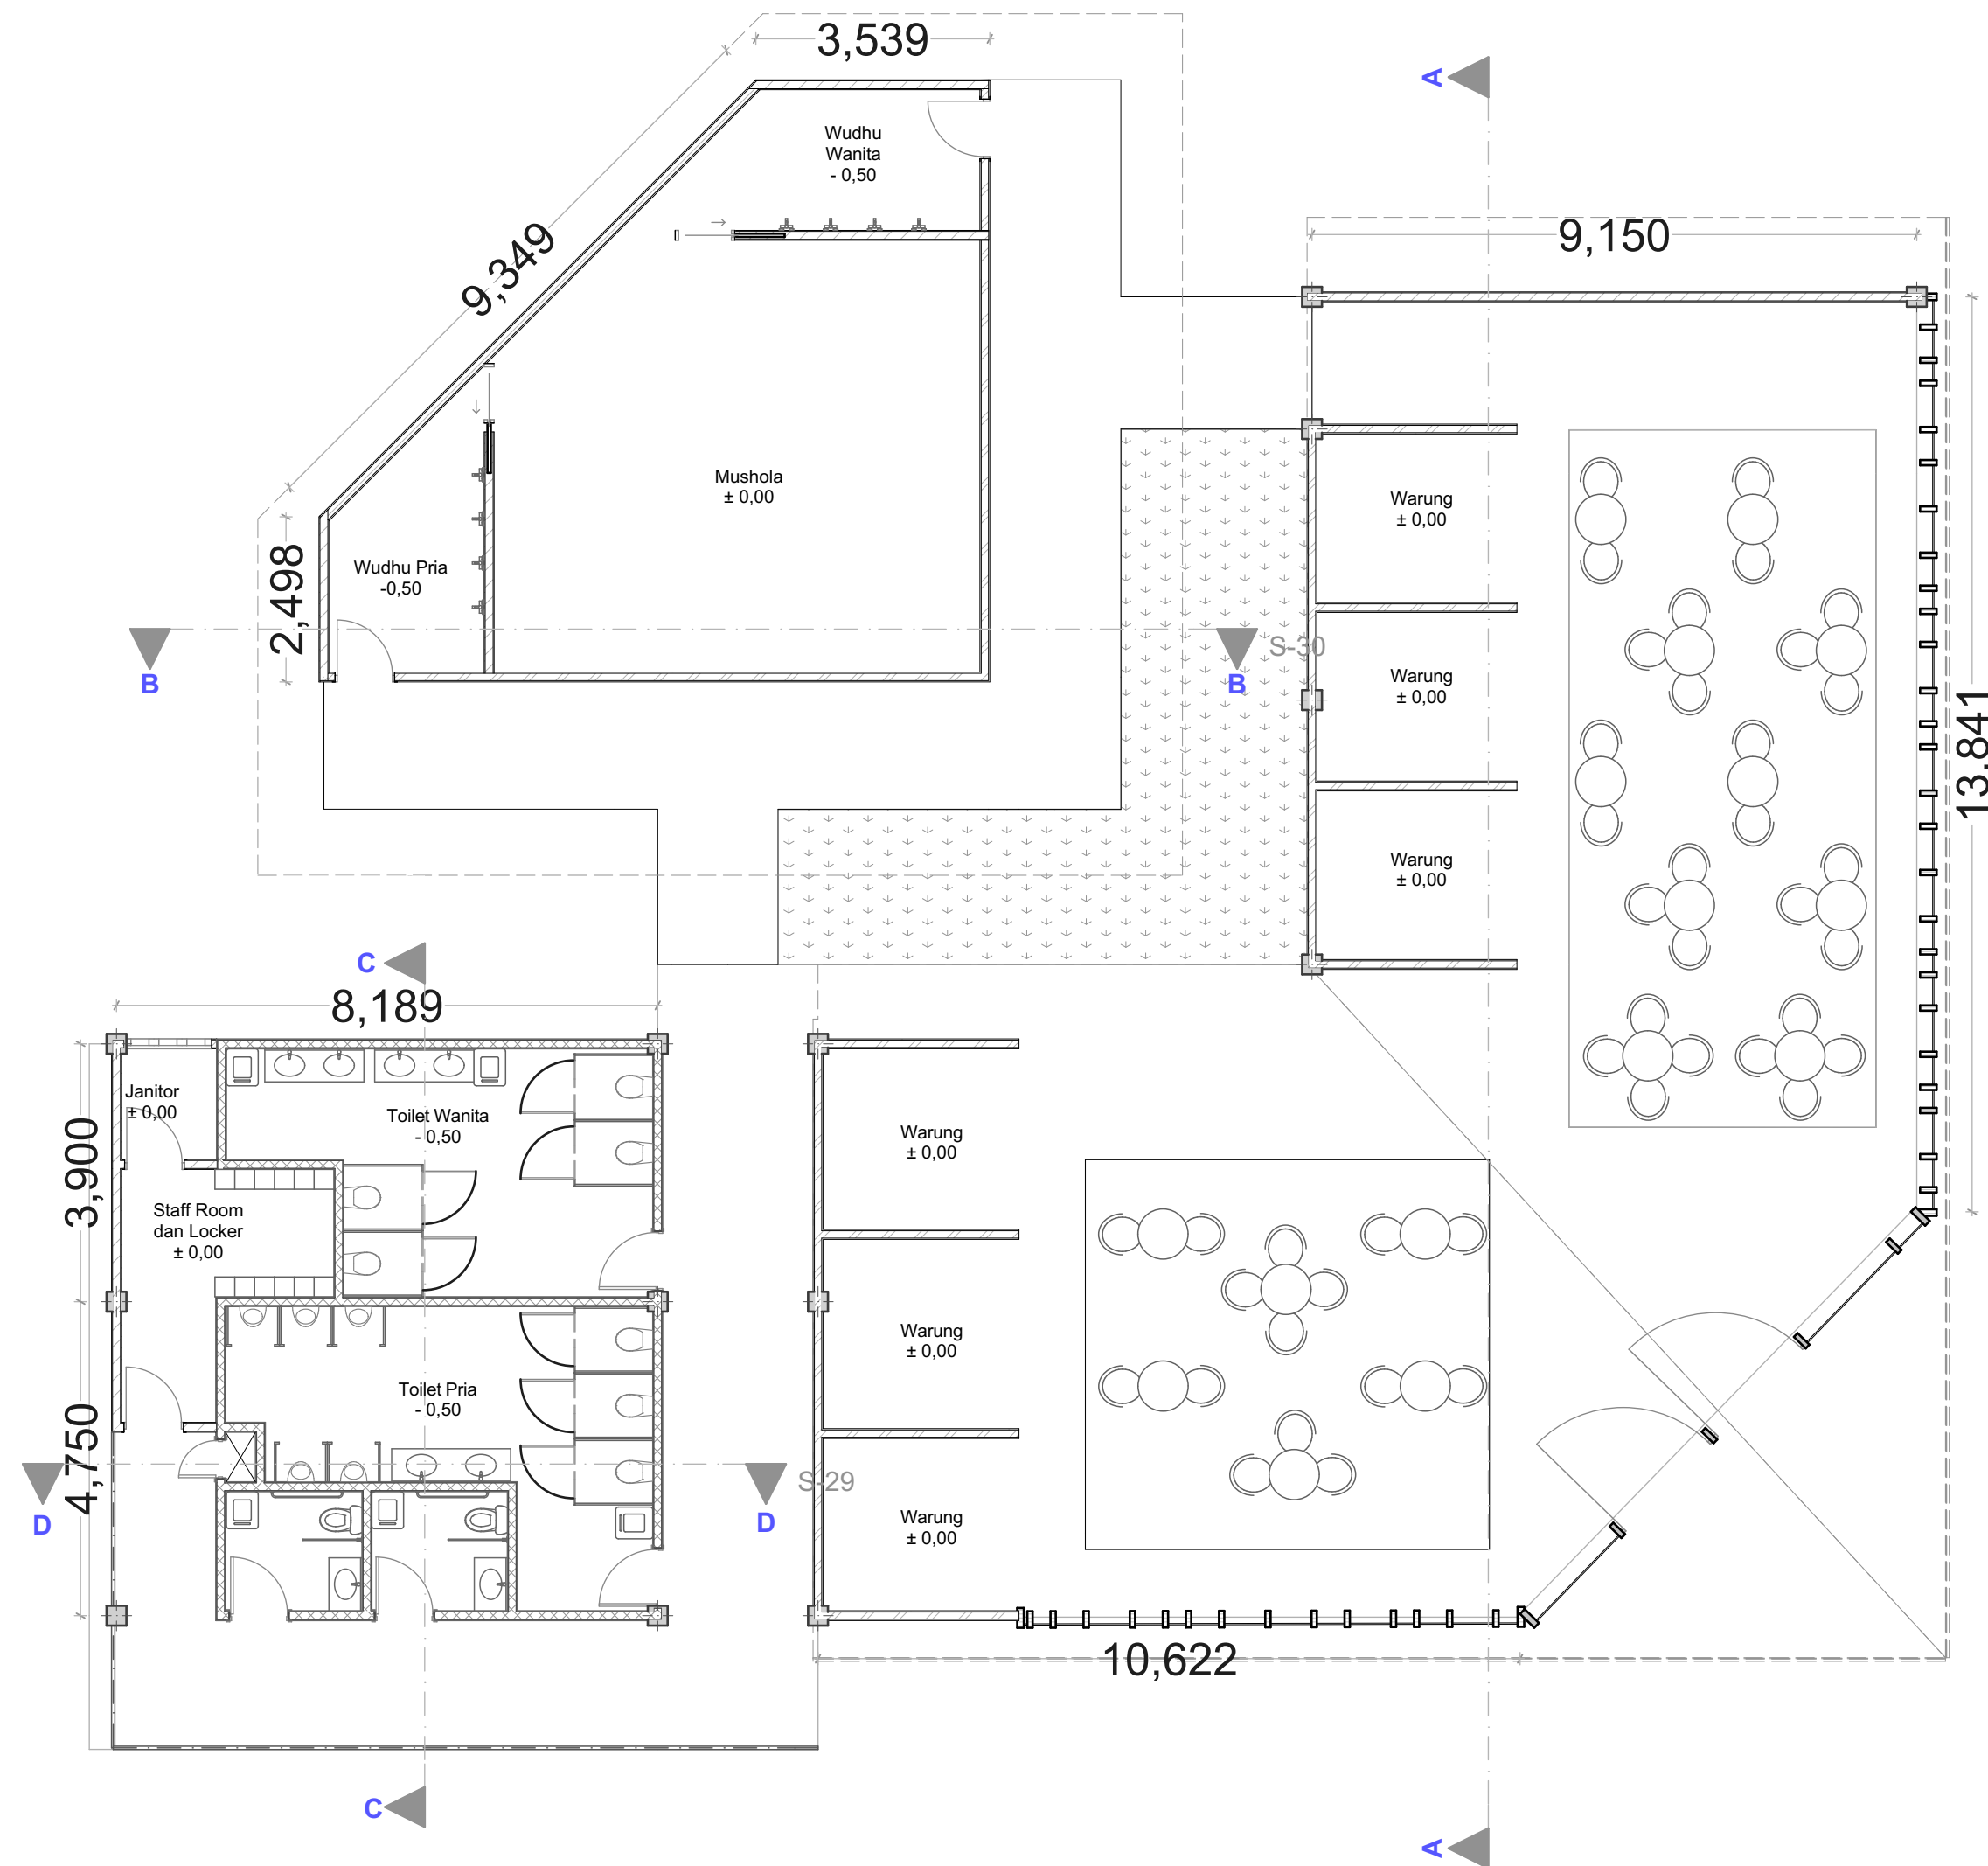 3,539
A
Wudhu
Wanita
- 0,50
9,150
9,349
Mushola
± 0,00
Warung
± 0,00
Wudhu Pria
-0,50
2,498
S-30
B
B
Warung
± 0,00
13,841
Warung
± 0,00
C
8,189
Janitor
± 0,00
Toilet Wanita
- 0,50
Warung
± 0,00
3,900
Staff Room
dan Locker
± 0,00
Warung
± 0,00
Toilet Pria
- 0,50
4,750
S-29
D
D
Warung
± 0,00
10,622
C
A